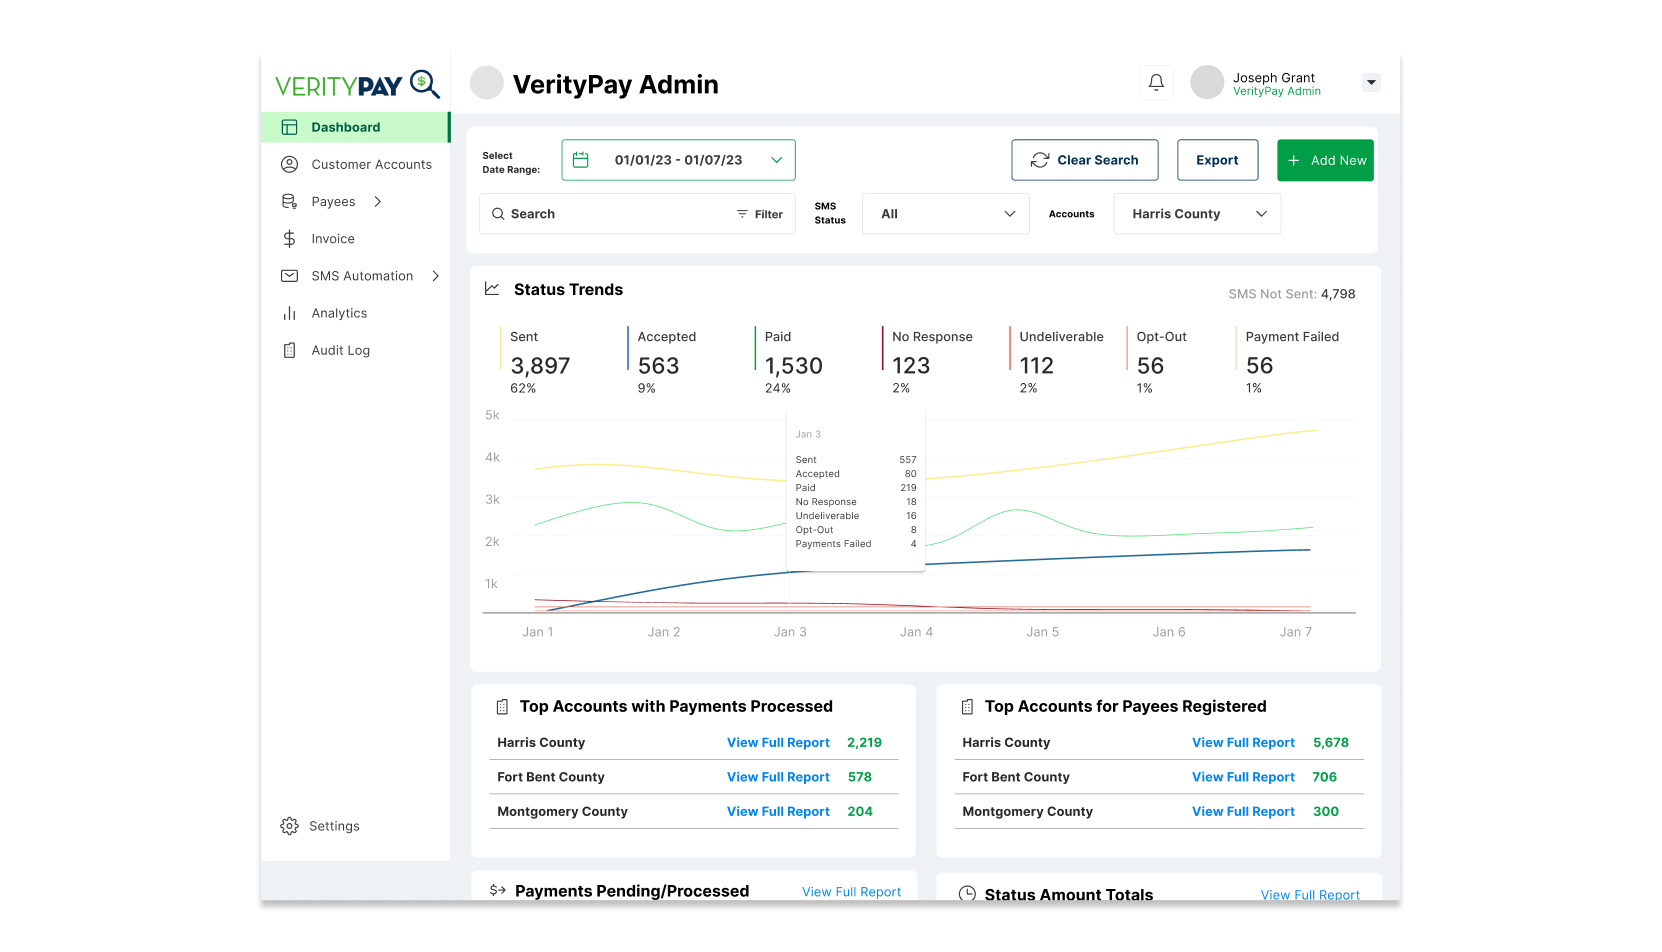 VERITYPAY $
VerityPay Admin
Joseph Grant
VerityPay Admin
Dashboard
Customer Accounts
Payees
Invoice
SMS Automation
Analytics
Audit Log
Settings
Select
Date Range:
01/01/23 - 01/07/23
Clear Search
Export
+ Add New
Search
Filter
SMS
Status
All
Accounts
Harris County
Status Trends
SMS Not Sent: 4,798
Sent
3,897
62%
Accepted
563
9%
Paid
1,530
24%
No Response
123
2%
Undeliverable
112
2%
Opt-Out
56
1%
Payment Failed
56
1%
5k
4k
3k
2k
1k
Jan 3
Sent 557
Accepted 80
Paid 219
No Response 18
Undeliverable 16
Opt-Out 8
Payments Failed 4
Jan 1 Jan 2 Jan 3 Jan 4 Jan 5 Jan 6 Jan 7
Top Accounts with Payments Processed
Harris County View Full Report 2,219
Fort Bent County View Full Report 578
Montgomery County View Full Report 204
Top Accounts for Payees Registered
Harris County View Full Report 5,678
Fort Bent County View Full Report 706
Montgomery County View Full Report 300
Payments Pending/Processed View Full Report
Status Amount Totals View Full Report